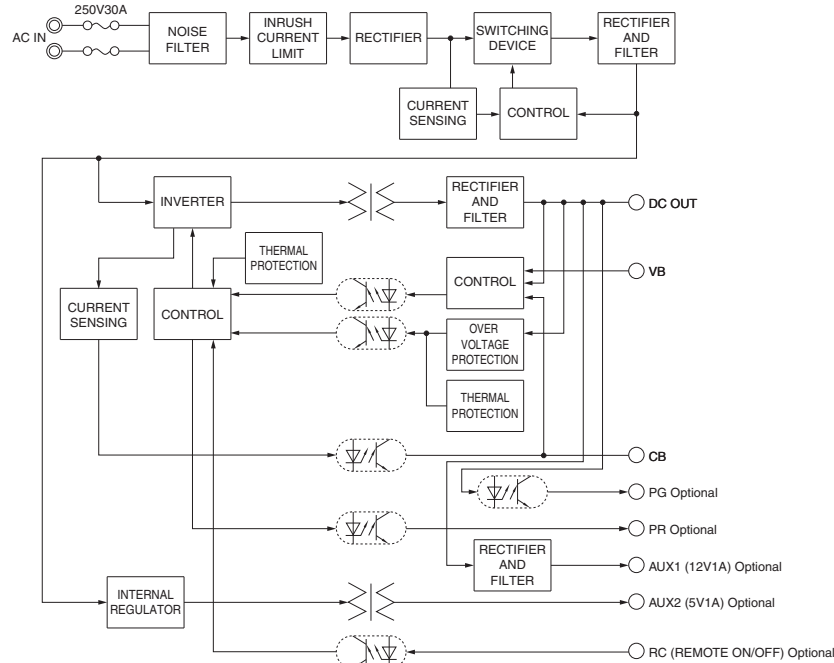 250V30A
AC IN
NOISE
FILTER
INRUSH
CURRENT
LIMIT
RECTIFIER
SWITCHING
DEVICE
RECTIFIER
AND
FILTER
CURRENT
SENSING
CONTROL
INVERTER
RECTIFIER
AND
FILTER
DC OUT
THERMAL
PROTECTION
CONTROL
VB
CURRENT
SENSING
CONTROL
OVER
VOLTAGE
PROTECTION
THERMAL
PROTECTION
CB
PG Optional
PR Optional
RECTIFIER
AND
FILTER
AUX1 (12V1A) Optional
INTERNAL
REGULATOR
AUX2 (5V1A) Optional
RC (REMOTE ON/OFF) Optional